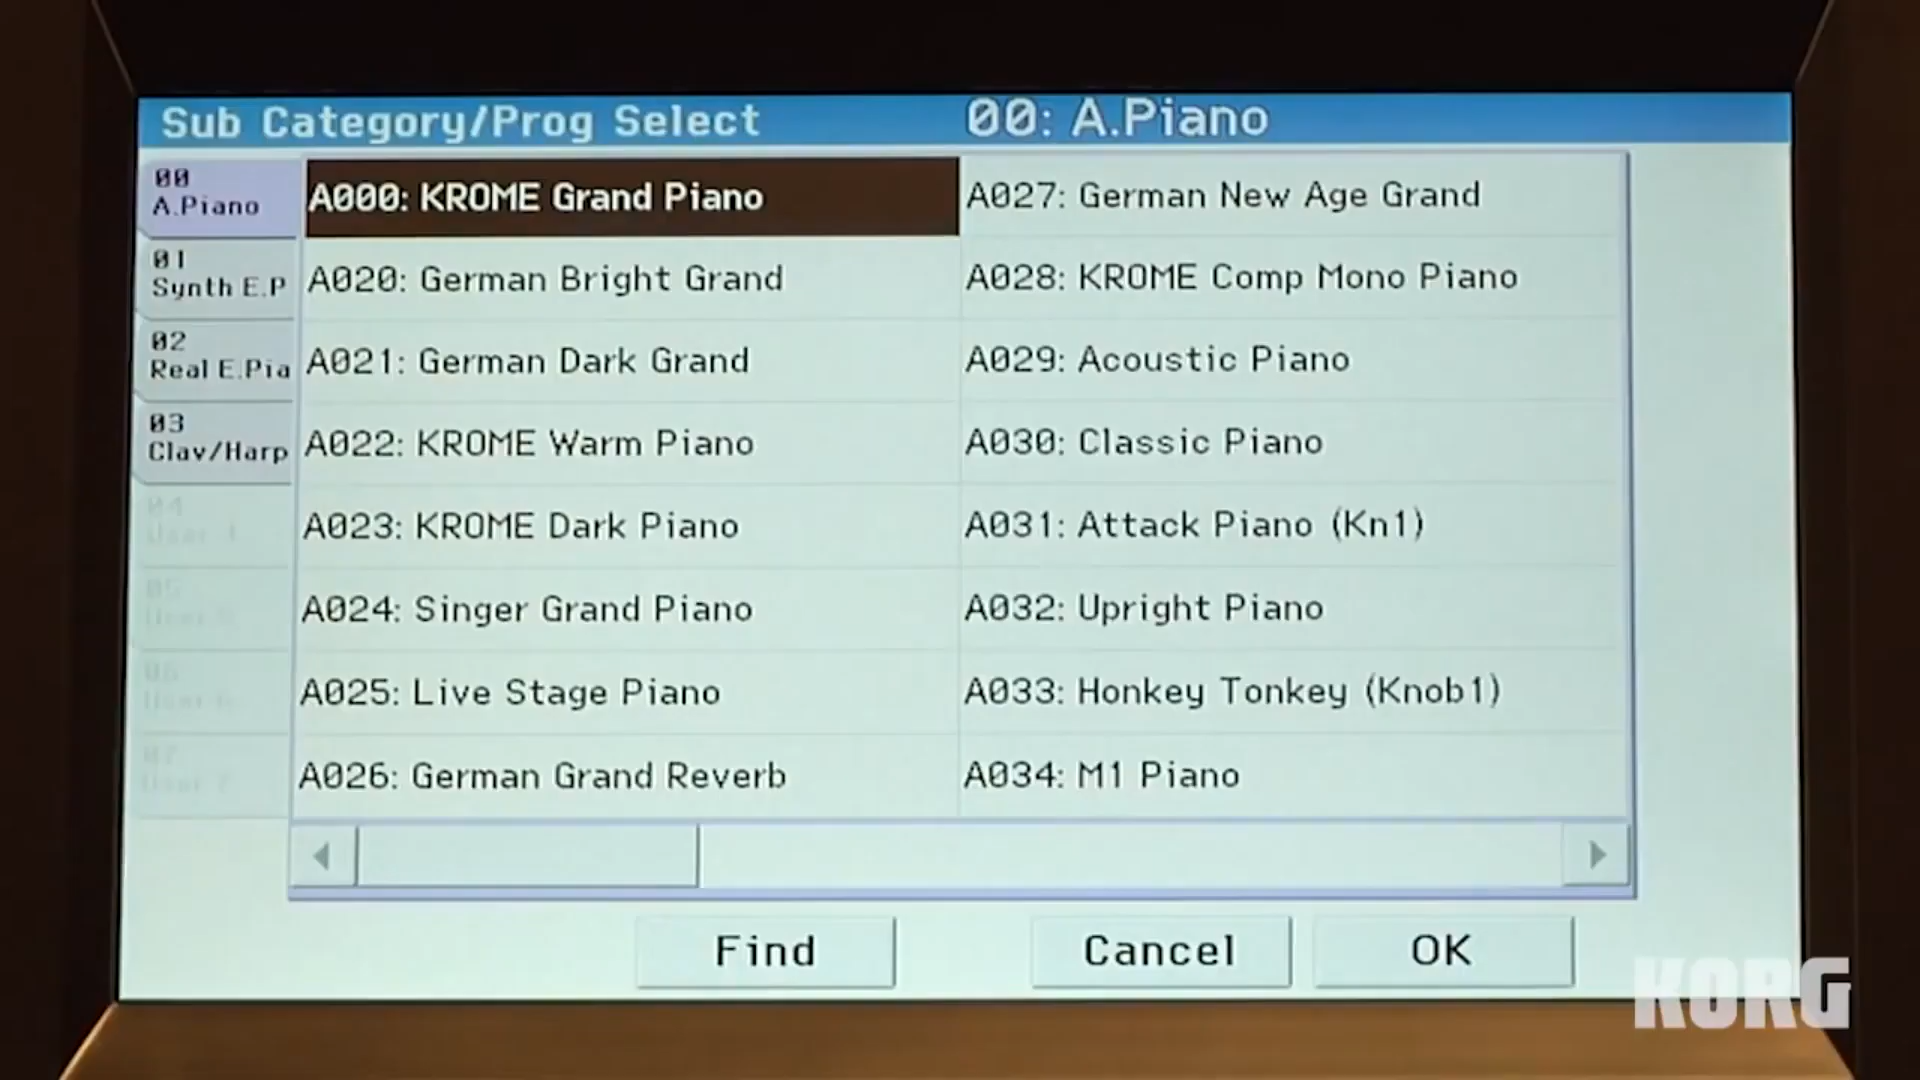 Sub Category/Prog Select
00: A.Piano
00
A.Piano
01
Synth E.P
02
Real E.Pia
03
Clav/Harp
04
05
06
07
A000: KROME Grand Piano
A020: German Bright Grand
A021: German Dark Grand
A022: KROME Warm Piano
A023: KROME Dark Piano
A024: Singer Grand Piano
A025: Live Stage Piano
A026: German Grand Reverb
A027: German New Age Grand
A028: KROME Comp Mono Piano
A029: Acoustic Piano
A030: Classic Piano
A031: Attack Piano (Kn1)
A032: Upright Piano
A033: Honkey Tonkey (Knob1)
A034: M1 Piano
Find
Cancel
OK
KORG